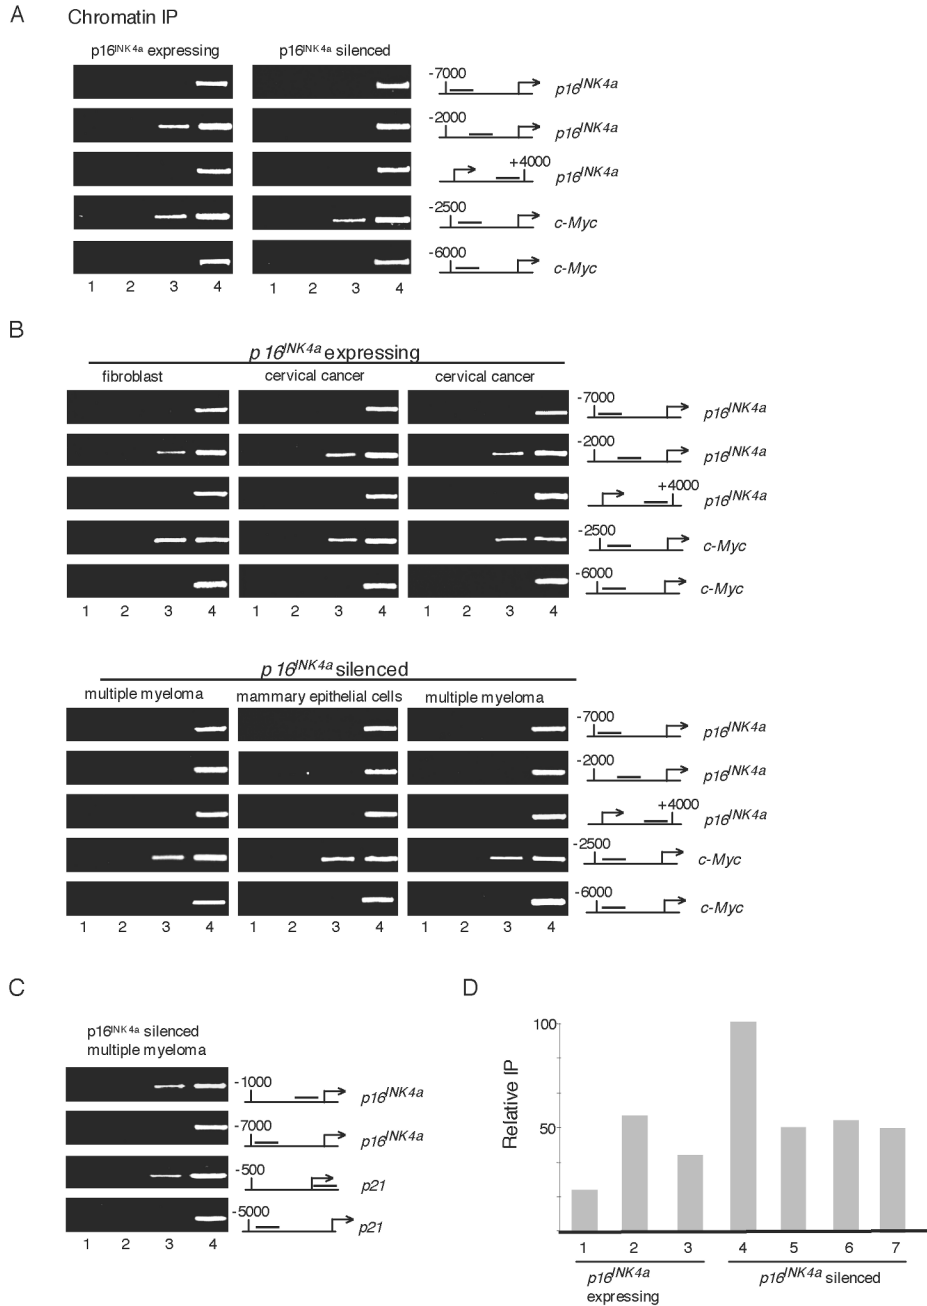 A
Chromatin IP
p16INK4a expressing
p16INK4a silenced
-7000
p16INK4a
-2000
p16INK4a
+4000
p16INK4a
-2500
c-Myc
-6000
c-Myc
1 2 3 4 1 2 3 4
B
p16INK4a expressing
fibroblast cervical cancer cervical cancer
-7000
p16INK4a
-2000
p16INK4a
+4000
p16INK4a
-2500
c-Myc
-6000
c-Myc
1 2 3 4 1 2 3 4 1 2 3 4
p16INK4a silenced
multiple myeloma mammary epithelial cells multiple myeloma
-7000
p16INK4a
-2000
p16INK4a
+4000
p16INK4a
-2500
c-Myc
-6000
c-Myc
1 2 3 4 1 2 3 4 1 2 3 4
C
p16INK4a silenced
multiple myeloma
-1000
p16INK4a
-7000
p16INK4a
-500
p21
-5000
p21
1 2 3 4
D
Relative IP
100
50
1 2 3 4 5 6 7
p16INK4a
expressing
p16INK4a silenced